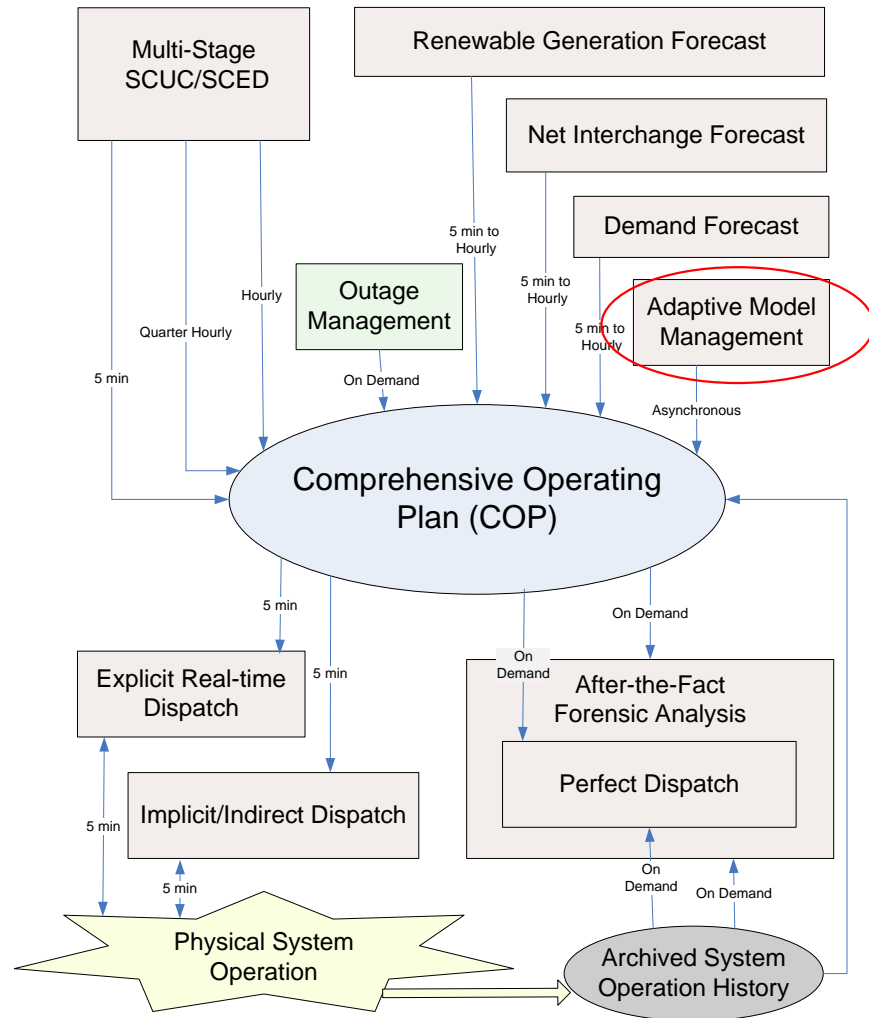 Multi-Stage
SCUC/SCED
Renewable Generation Forecast
Net Interchange Forecast
Demand Forecast
Adaptive Model
Management
Outage
Management
5 min to
Hourly
5 min to
Hourly
5 min to
Hourly
Hourly
Quarter Hourly
5 min
On Demand
Asynchronous
Comprehensive Operating
Plan (COP)
5 min
5 min
On
Demand
On Demand
Explicit Real-time
Dispatch
After-the-Fact
Forensic Analysis
Perfect Dispatch
Implicit/Indirect Dispatch
5 min
5 min
On
Demand
On Demand
Physical System
Operation
Archived System
Operation History